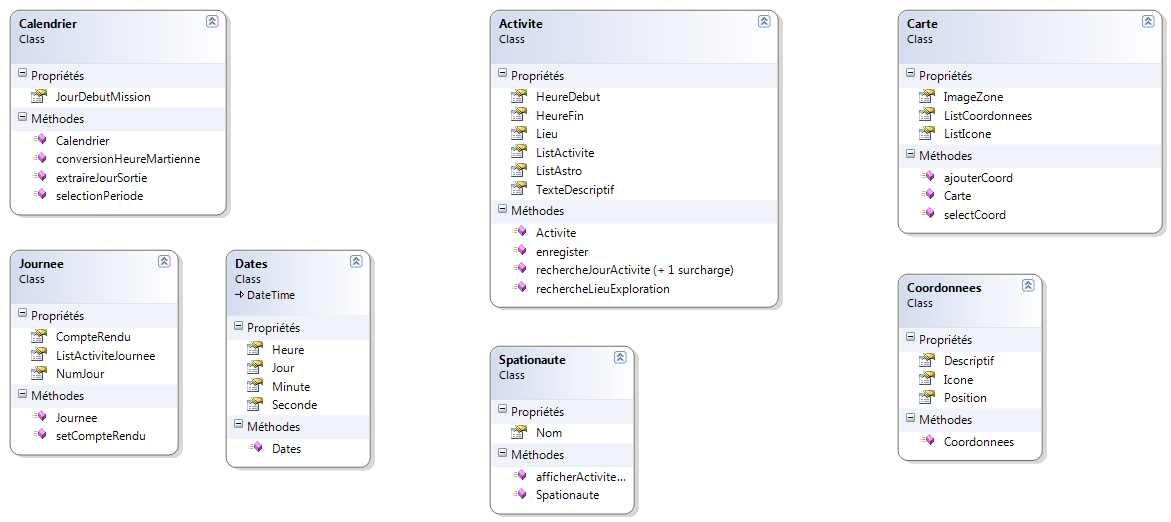 Calendrier
Class
Propriétés
JourDebutMission
Méthodes
Calendrier
conversionHeureMartienne
extraireJourSortie
selectionPeriode
Activite
Class
Propriétés
HeureDebut
HeureFin
Lieu
ListActivite
ListAstro
TexteDescriptif
Méthodes
Activite
enregister
rechercheJourActivite (+ 1 surcharge)
rechercheLieuExploration
Carte
Class
Propriétés
ImageZone
ListCoordonnees
ListIcone
Méthodes
ajouterCoord
Carte
selectCoord
Journee
Class
Propriétés
CompteRendu
ListActiviteJournee
NumJour
Méthodes
Journee
setCompteRendu
Dates
Class
DateTime
Propriétés
Heure
Jour
Minute
Seconde
Méthodes
Dates
Spationaute
Class
Propriétés
Nom
Méthodes
afficherActivite...
Spationaute
Coordonnees
Class
Propriétés
Descriptif
Icone
Position
Méthodes
Coordonnees